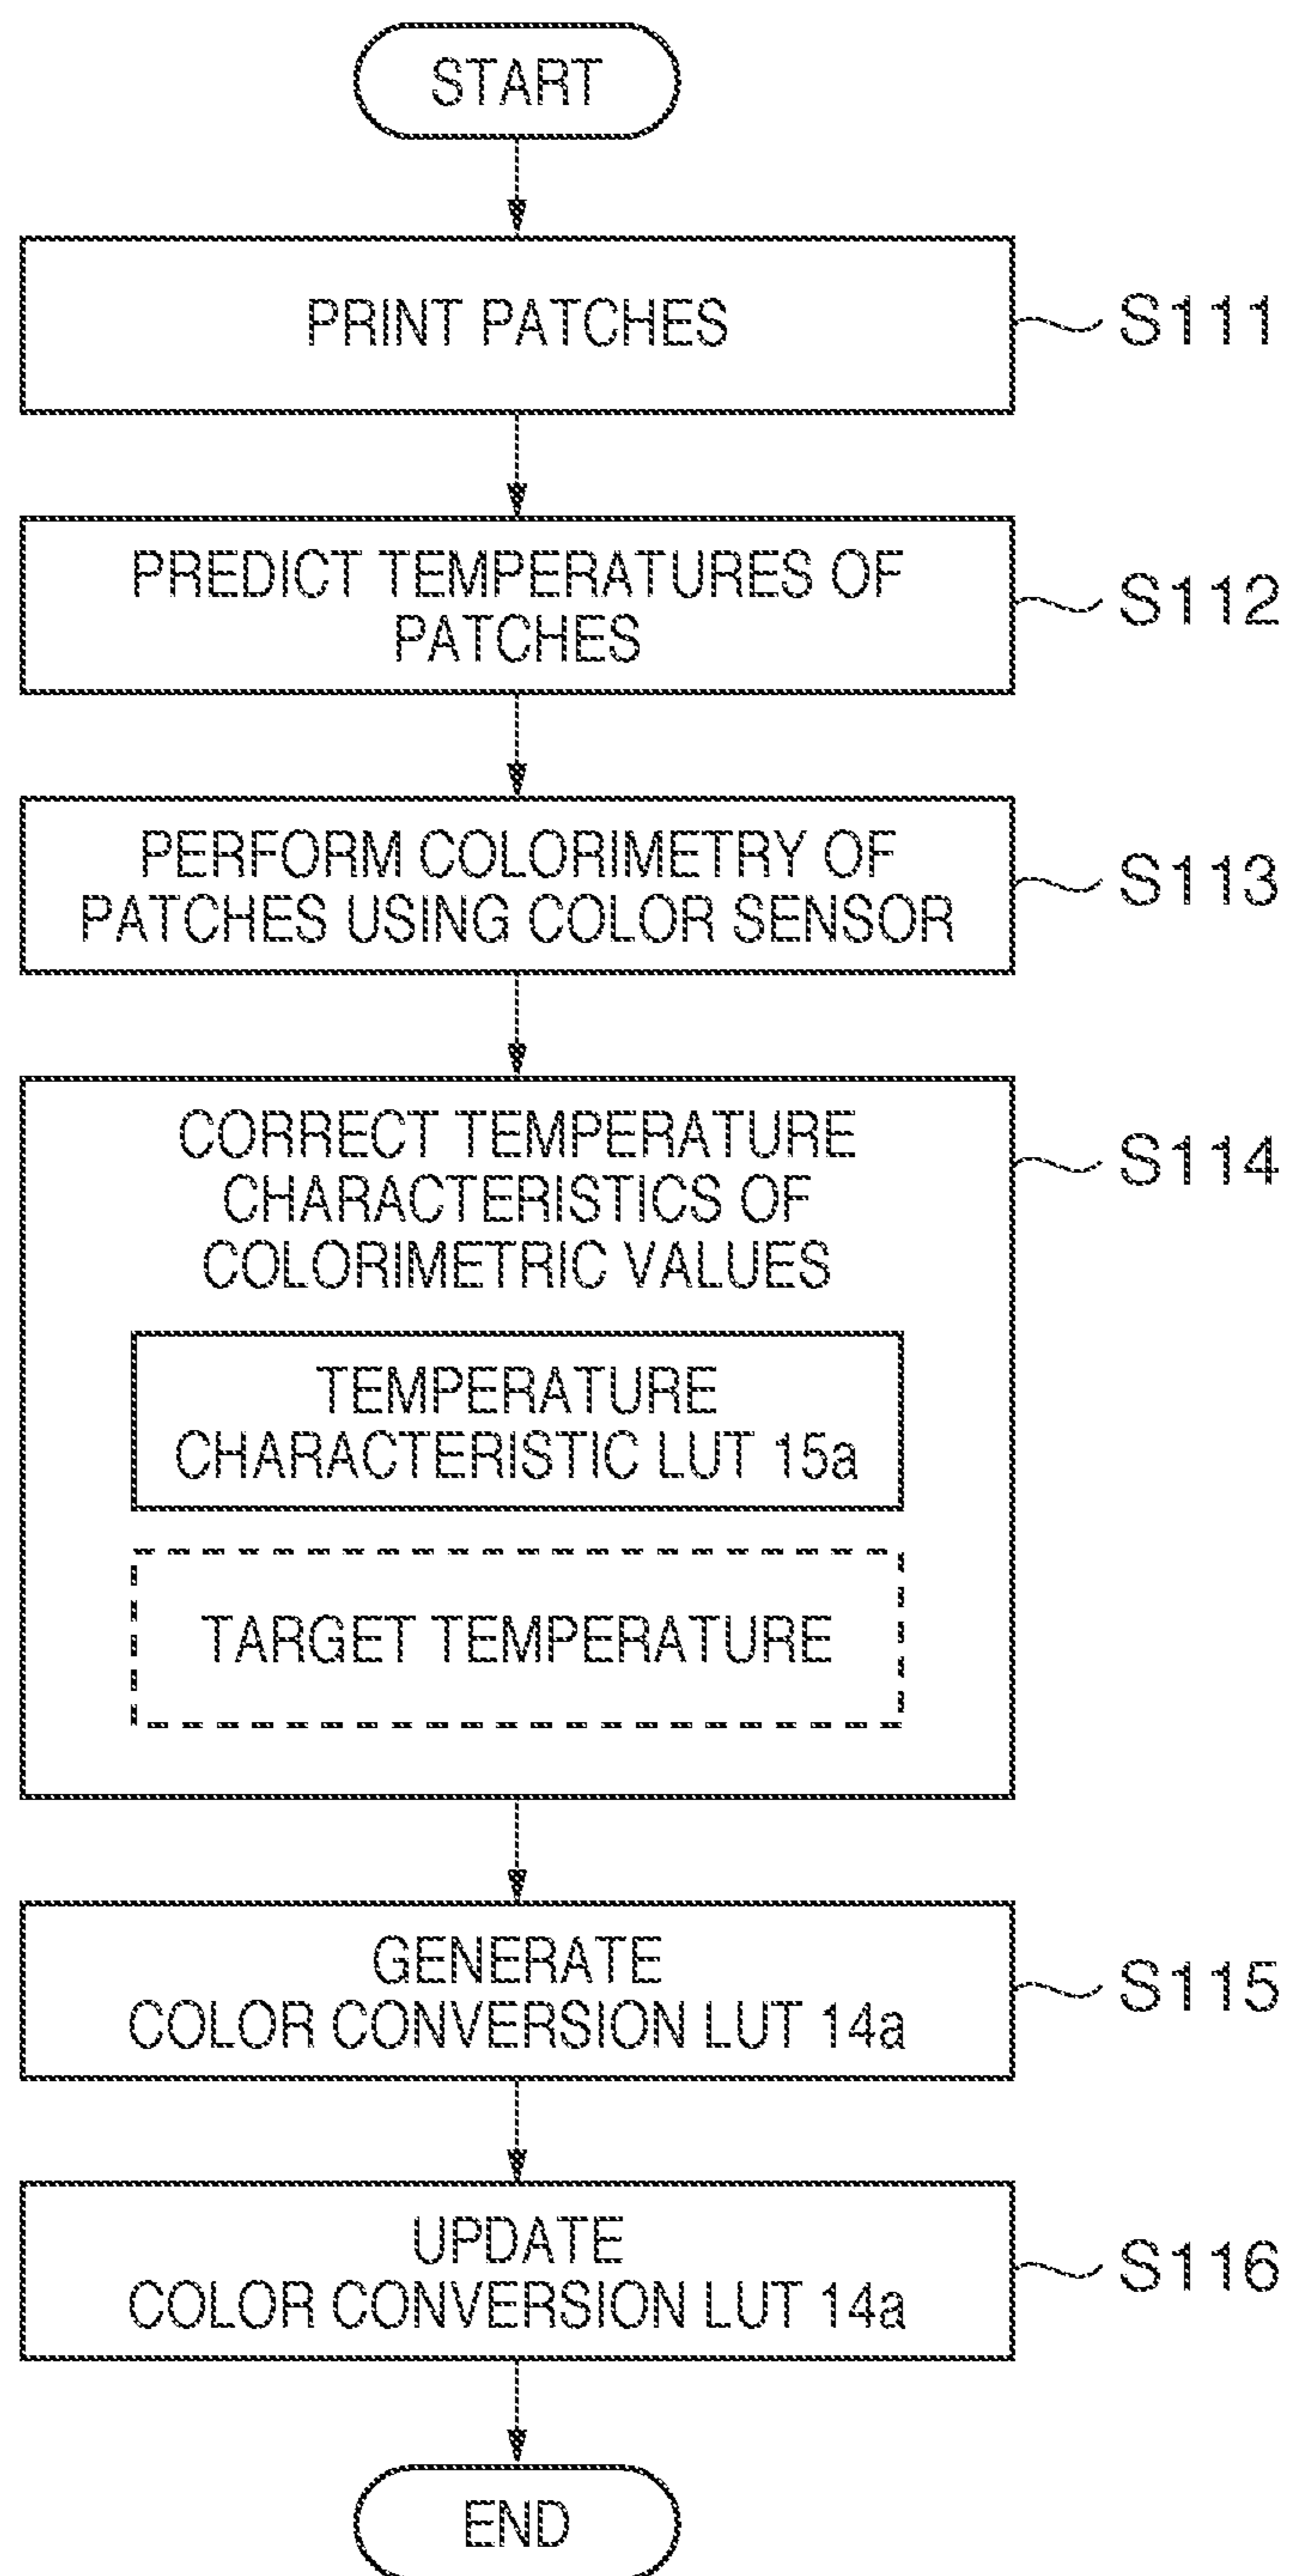 START
PRINT PATCHES
S111
PREDICT TEMPERATURES OF
PATCHES
S112
PERFORM COLORIMETRY OF
PATCHES USING COLOR SENSOR
S113
CORRECT TEMPERATURE
CHARACTERISTICS OF
COLORIMETRIC VALUES
S114
TEMPERATURE
CHARACTERISTIC LUT 15a
TARGET TEMPERATURE
GENERATE
COLOR CONVERSION LUT 14a
S115
UPDATE
COLOR CONVERSION LUT 14a
S116
END